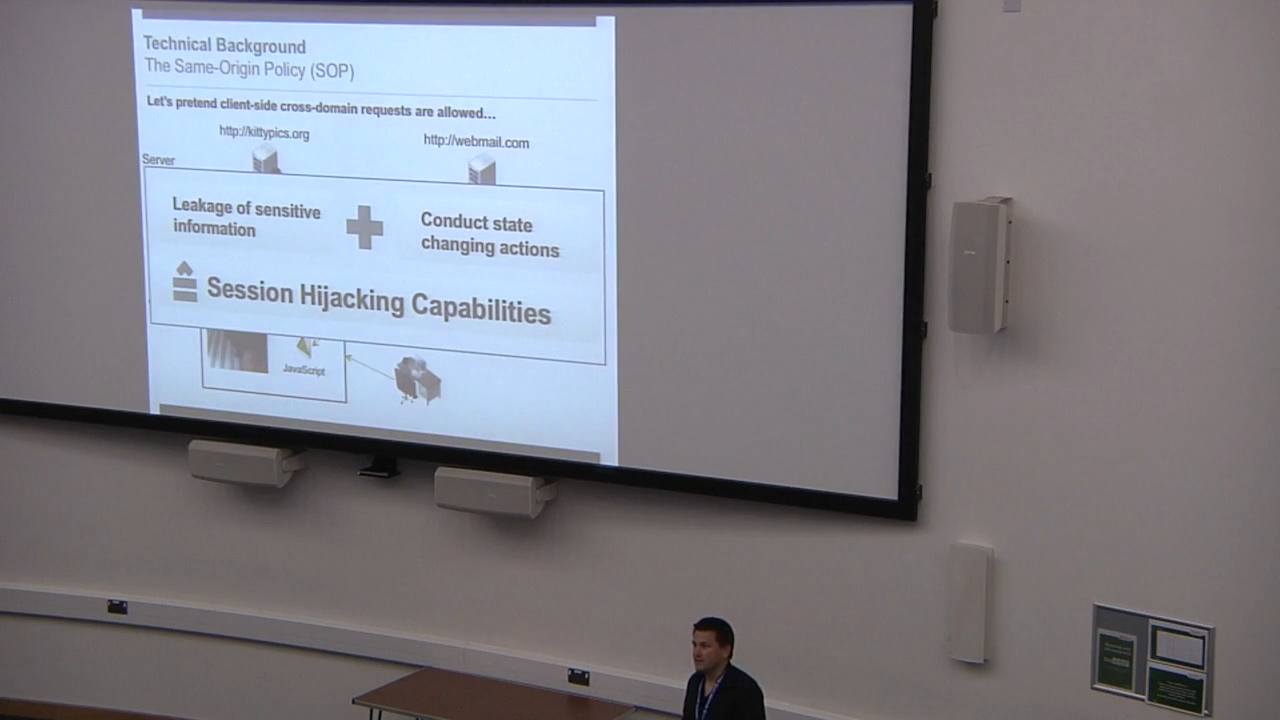 Technical Background
The Same-Origin Policy (SOP)
Let's pretend client-side cross-domain requests are allowed...
http://kittypics.org
http://webmail.com
Server
Leakage of sensitive
information
Conduct state
changing actions
Session Hijacking Capabilities
JavaScript